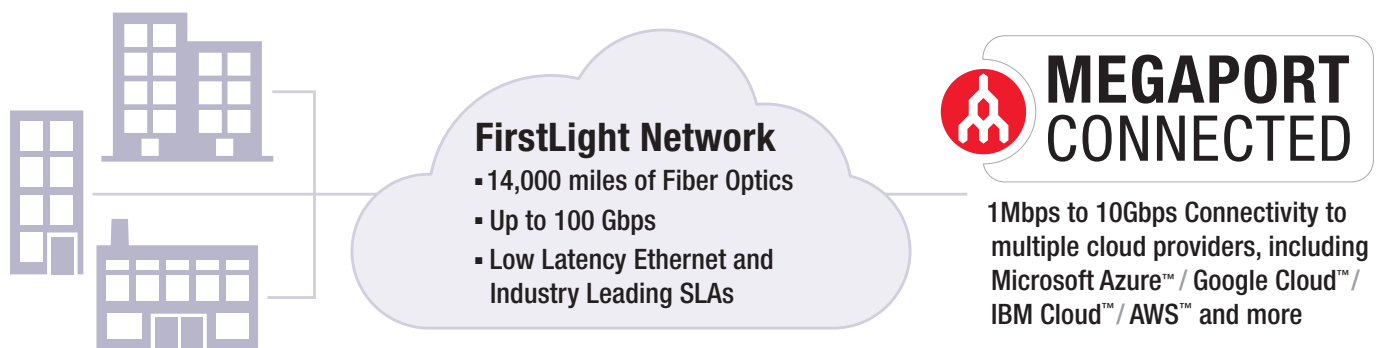 FirstLight Network
▪ 14,000 miles of Fiber Optics
▪ Up to 100 Gbps
▪ Low Latency Ethernet and
Industry Leading SLAs
MEGAPORT
CONNECTED
1Mbps to 10Gbps Connectivity to
multiple cloud providers, including
Microsoft Azure™ / Google Cloud™ /
IBM Cloud™ / AWS™ and more